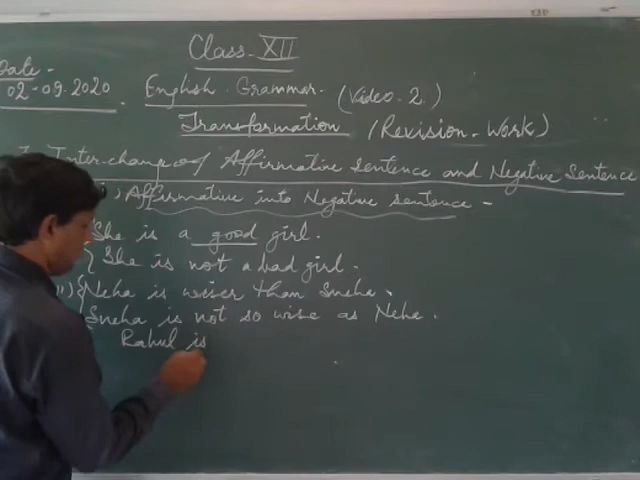 Class-XII
Date-
02-09-2020
English Grammar- (Video-2.)
Transformation (Revision-Work)
Inter-change of Affirmative Sentence and Negative Sentence
) Affirmative into Negative sentence -
She is a good girl.
She is not a bad girl.
ii) Neha is wiser than Sneha.
Sneha is not so wise as Neha.
Rahul is